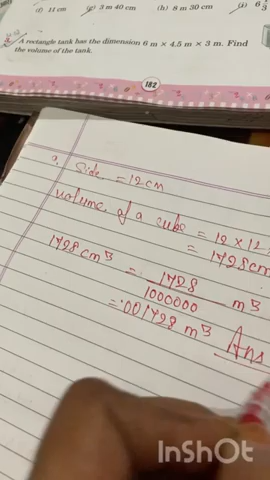 (f) 11 cm (g) 3 m 40 cm (h) 8 m 30 cm (i) 6
A rectangle tank has the dimension 6 m × 4.5 m × 3 m. Find
the volume of the tank.
182
9. Side = 12 cm
Volume of a cube = 12 × 12
= 1728 cm
1728 cm3 = 1728 / 1000000 m3
= .001728 m3 Ans
InShOt